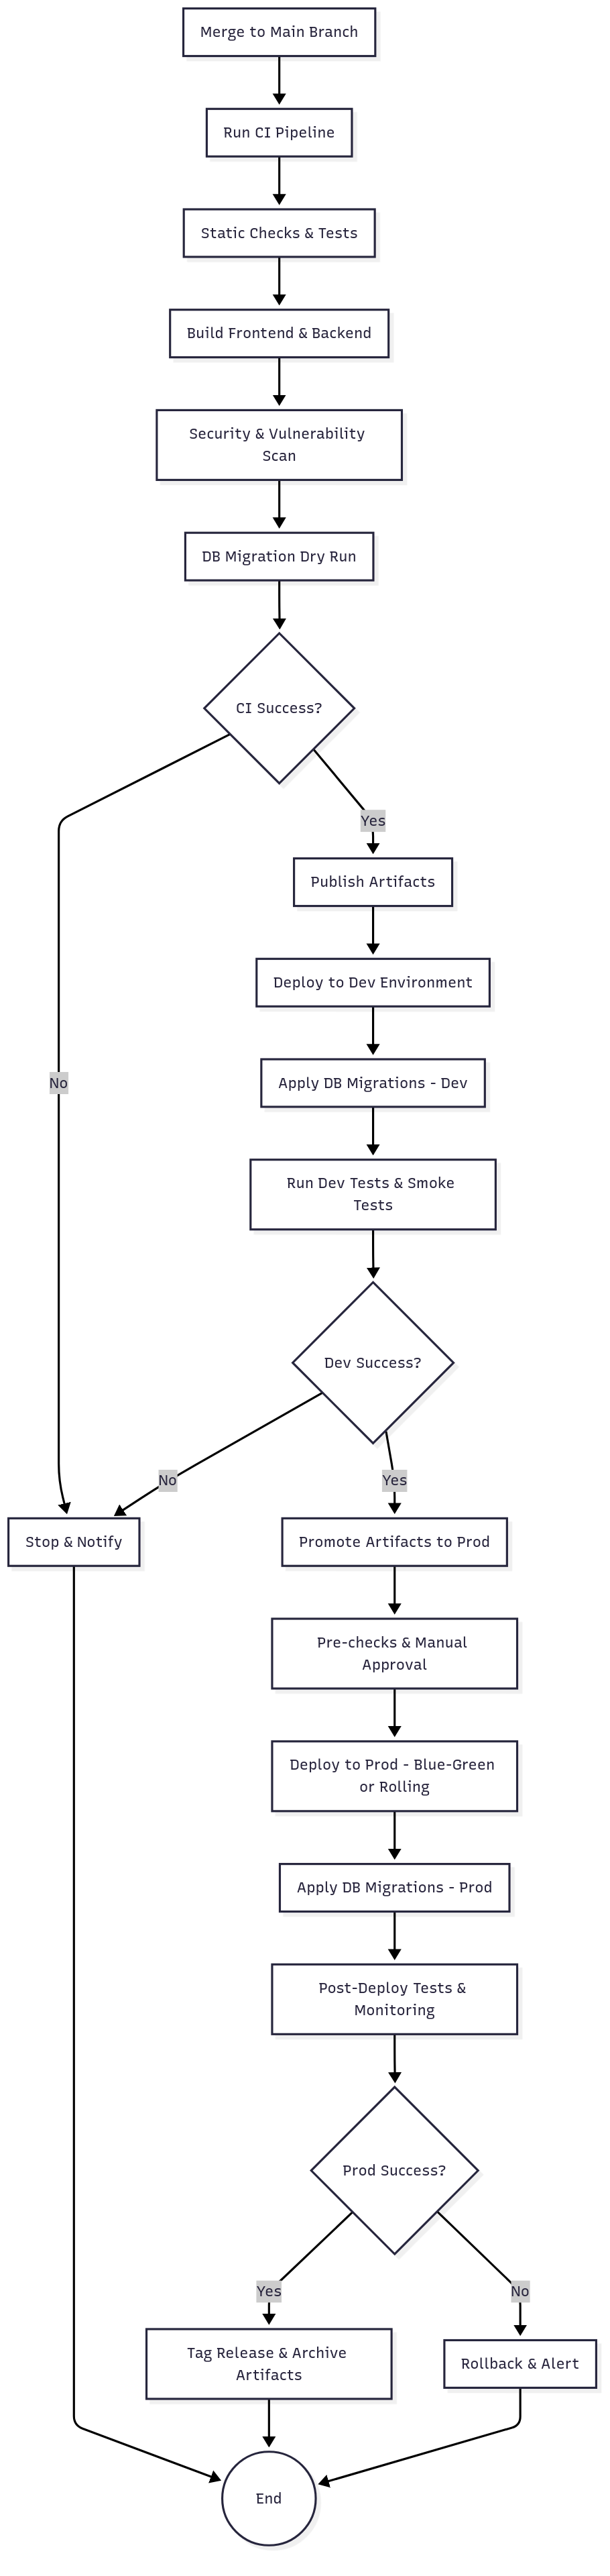 Merge to Main Branch
Run CI Pipeline
Static Checks & Tests
Build Frontend & Backend
Security & Vulnerability
Scan
DB Migration Dry Run
CI Success?
Yes
Publish Artifacts
Deploy to Dev Environment
No
Apply DB Migrations - Dev
Run Dev Tests & Smoke
Tests
Dev Success?
No
Yes
Stop & Notify
Promote Artifacts to Prod
Pre-checks & Manual
Approval
Deploy to Prod - Blue-Green
or Rolling
Apply DB Migrations - Prod
Post-Deploy Tests &
Monitoring
Prod Success?
Yes
No
Tag Release & Archive
Artifacts
Rollback & Alert
End